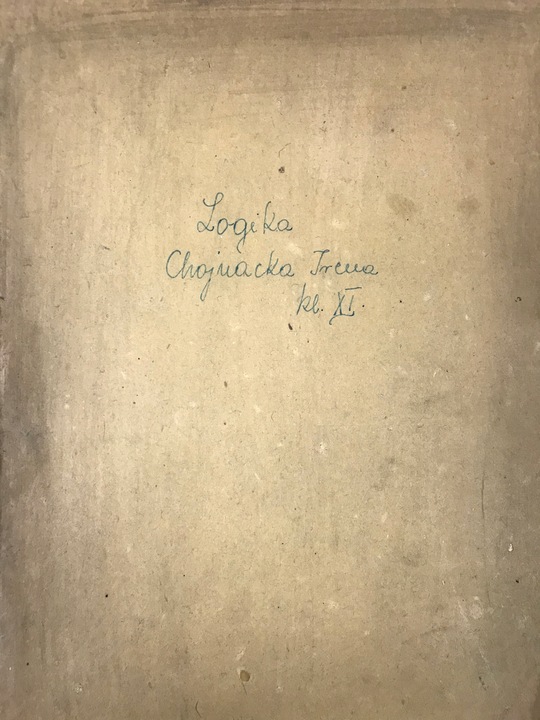 Logika
Chojnacka Irena
kl. XI.